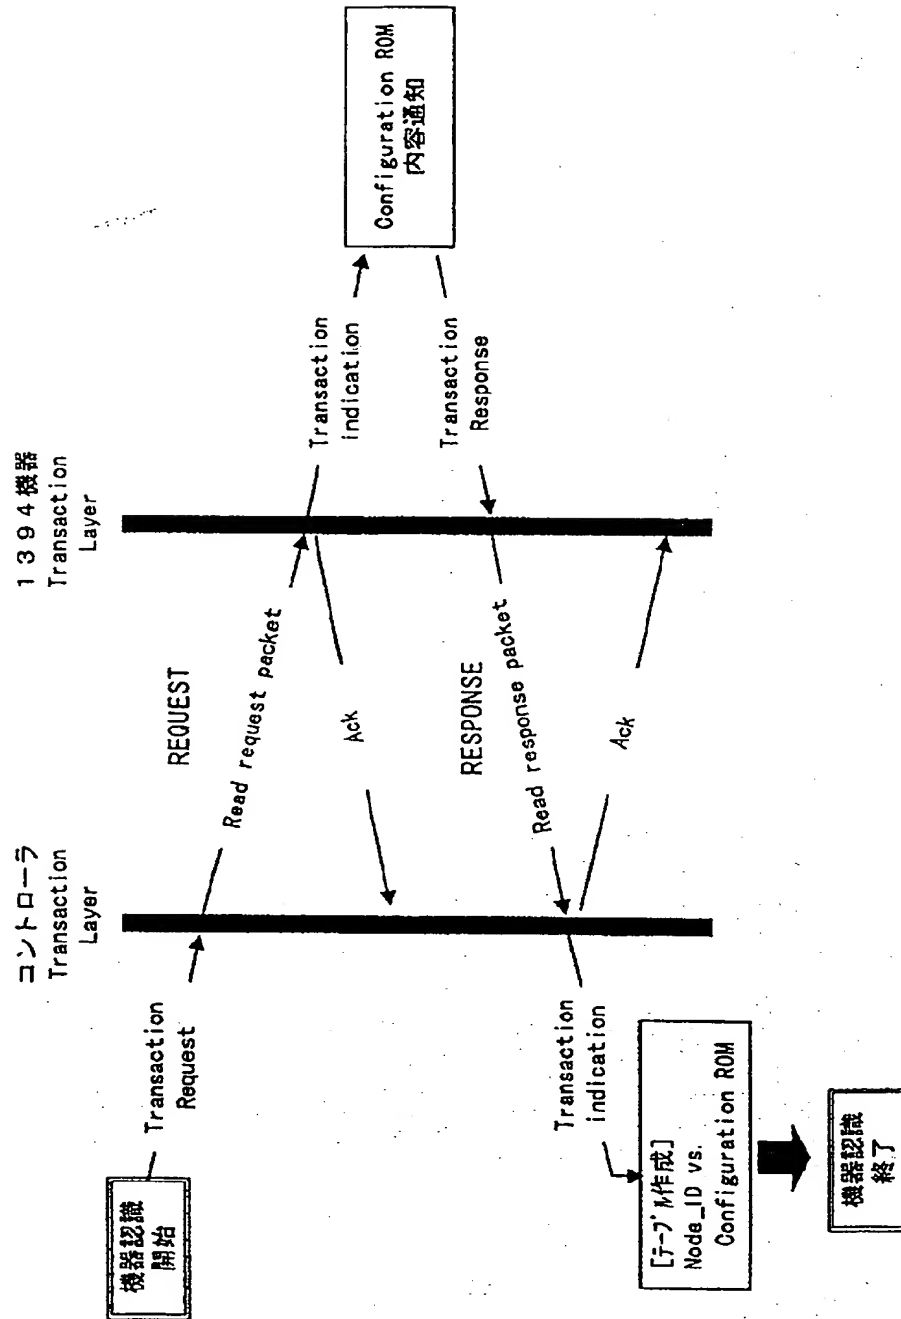 コントローラ
Transaction
Layer
1394機器
Transaction
Layer
機器認識
開始
Transaction
Request
REQUEST
Read request packet
Transaction
indication
Configuration ROM
内容通知
Ack
Transaction
Response
RESPONSE
Read response packet
Transaction
indication
Ack
[テーブル作成]
Node_ID vs.
Configuration ROM
機器認識
終了